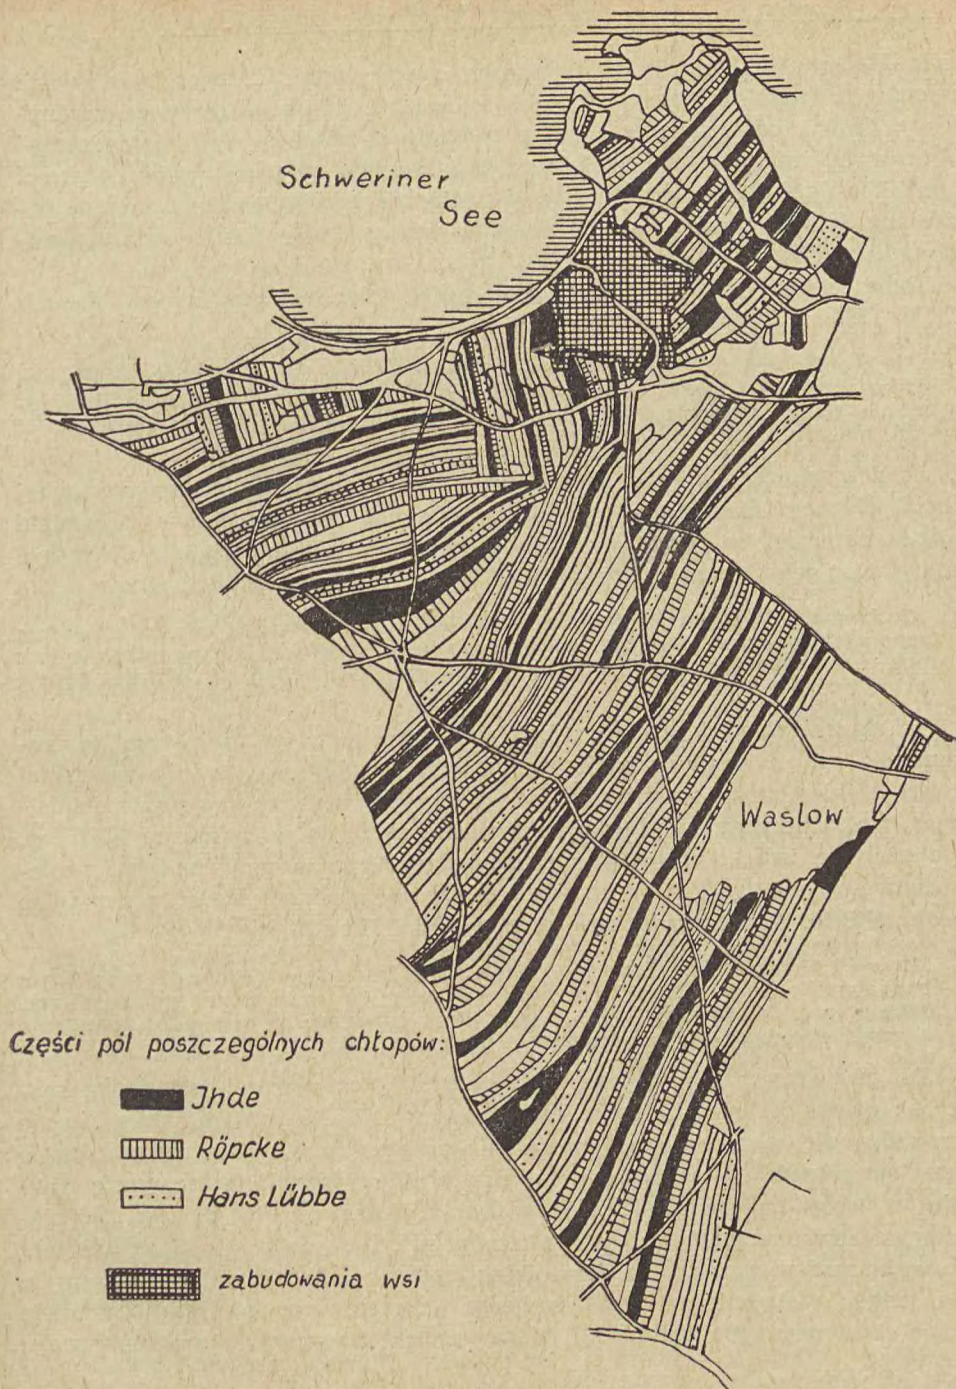 Schweriner
See
Waslow
Części pól poszczególnych chłopów:
Jhde
Röpcke
Hans Lübbe
zabudowania wsi